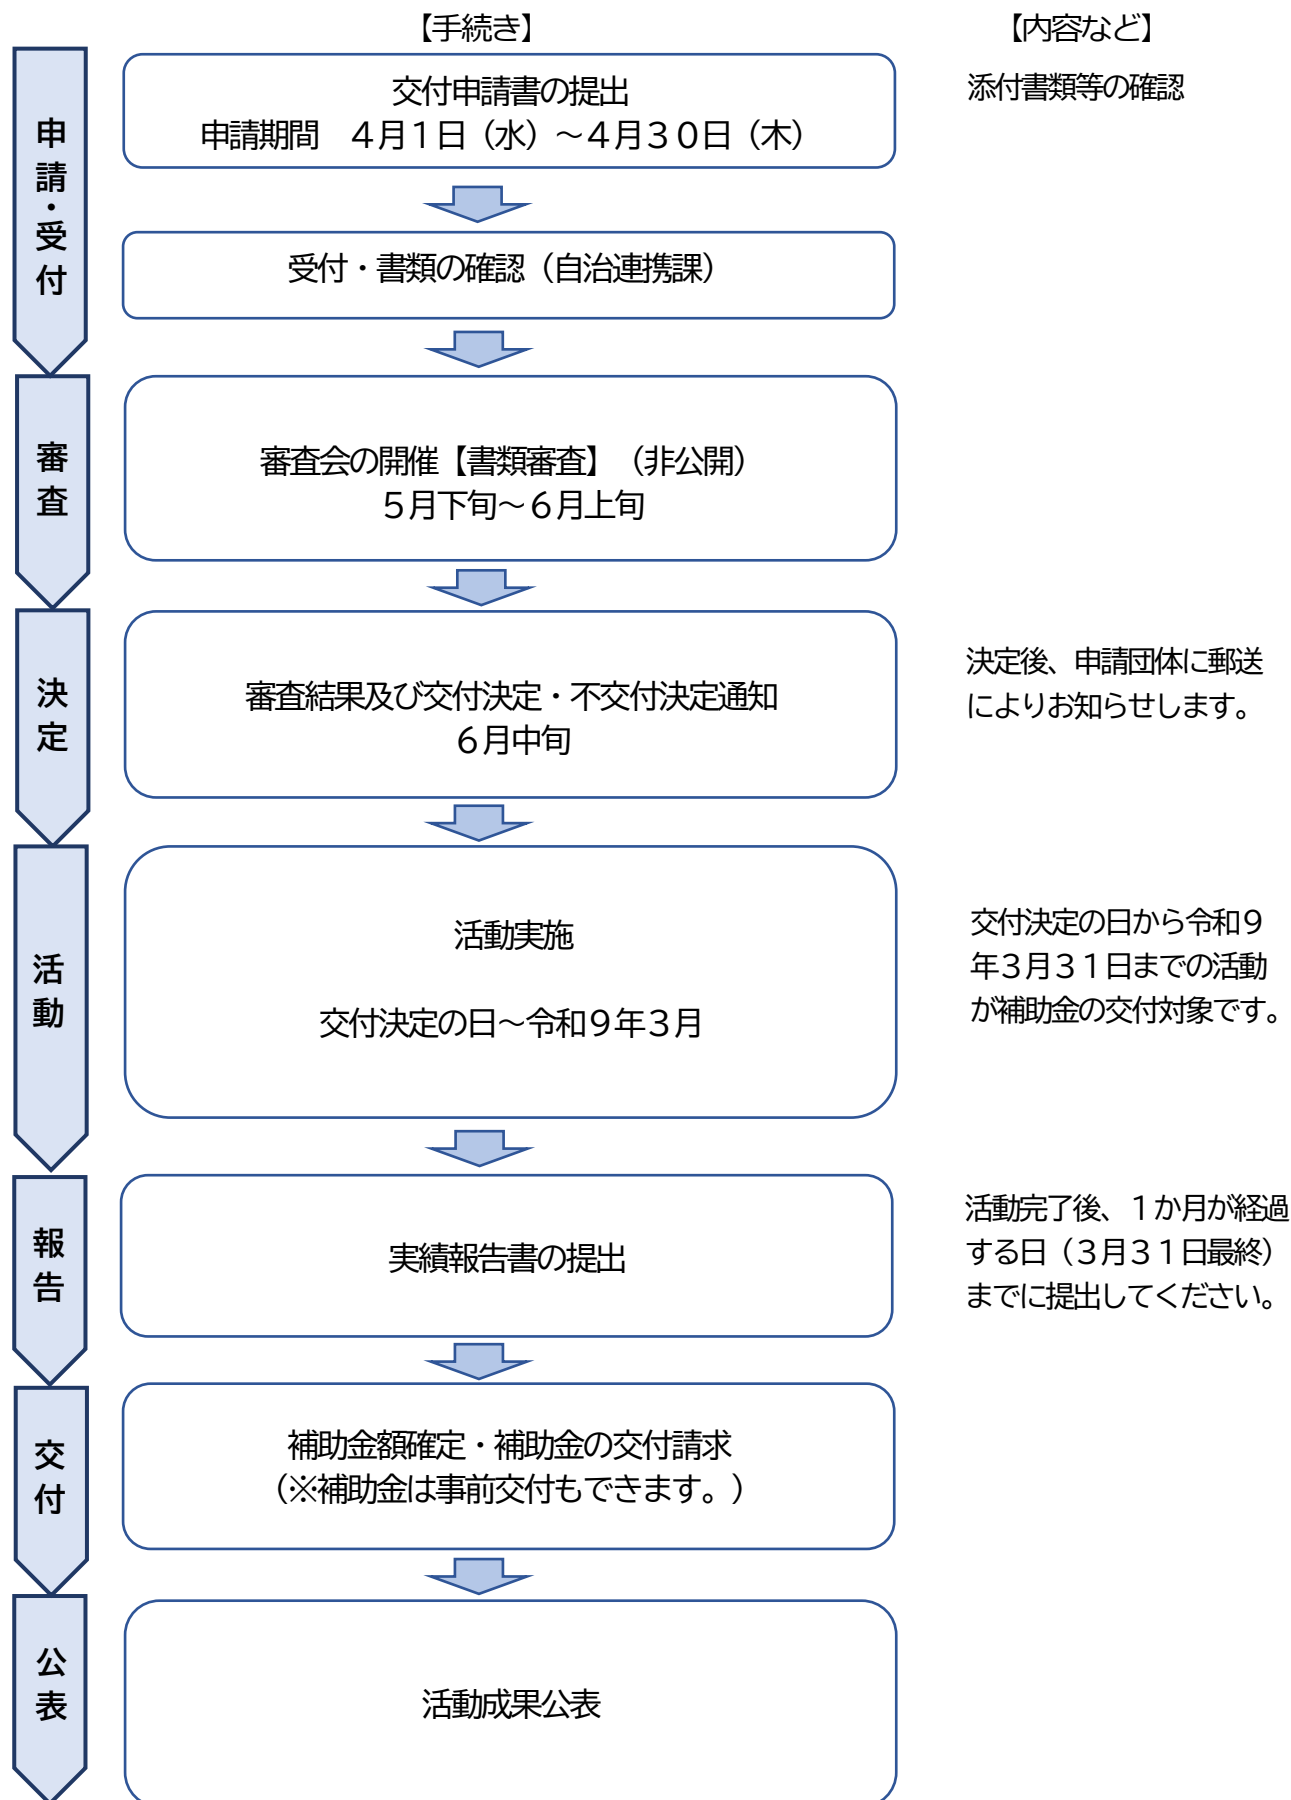 【手続き】
【内容など】
申請・受付
交付申請書の提出
申請期間　４月１日（水）～４月３０日（木）
添付書類等の確認
受付・書類の確認（自治連携課）
審査
審査会の開催【書類審査】（非公開）
５月下旬～６月上旬
決定
審査結果及び交付決定・不交付決定通知
６月中旬
決定後、申請団体に郵送
によりお知らせします。
活動
活動実施
交付決定の日～令和９年３月
交付決定の日から令和９
年３月３１日までの活動
が補助金の交付対象です。
報告
実績報告書の提出
活動完了後、１か月が経過
する日（３月３１日最終）
までに提出してください。
交付
補助金額確定・補助金の交付請求
（※補助金は事前交付もできます。）
公表
活動成果公表